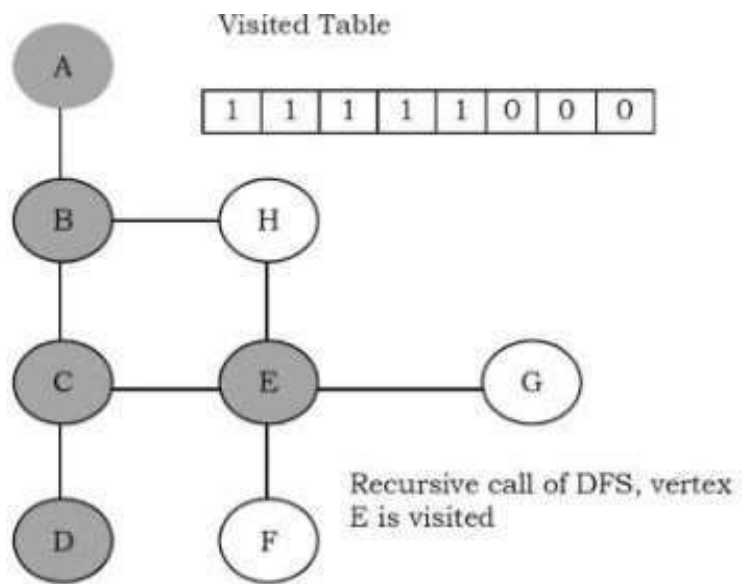 Visited Table
A
1 1 1 1 1 0 0 0
B H
C E G
Recursive call of DFS, vertex
E is visited
D F